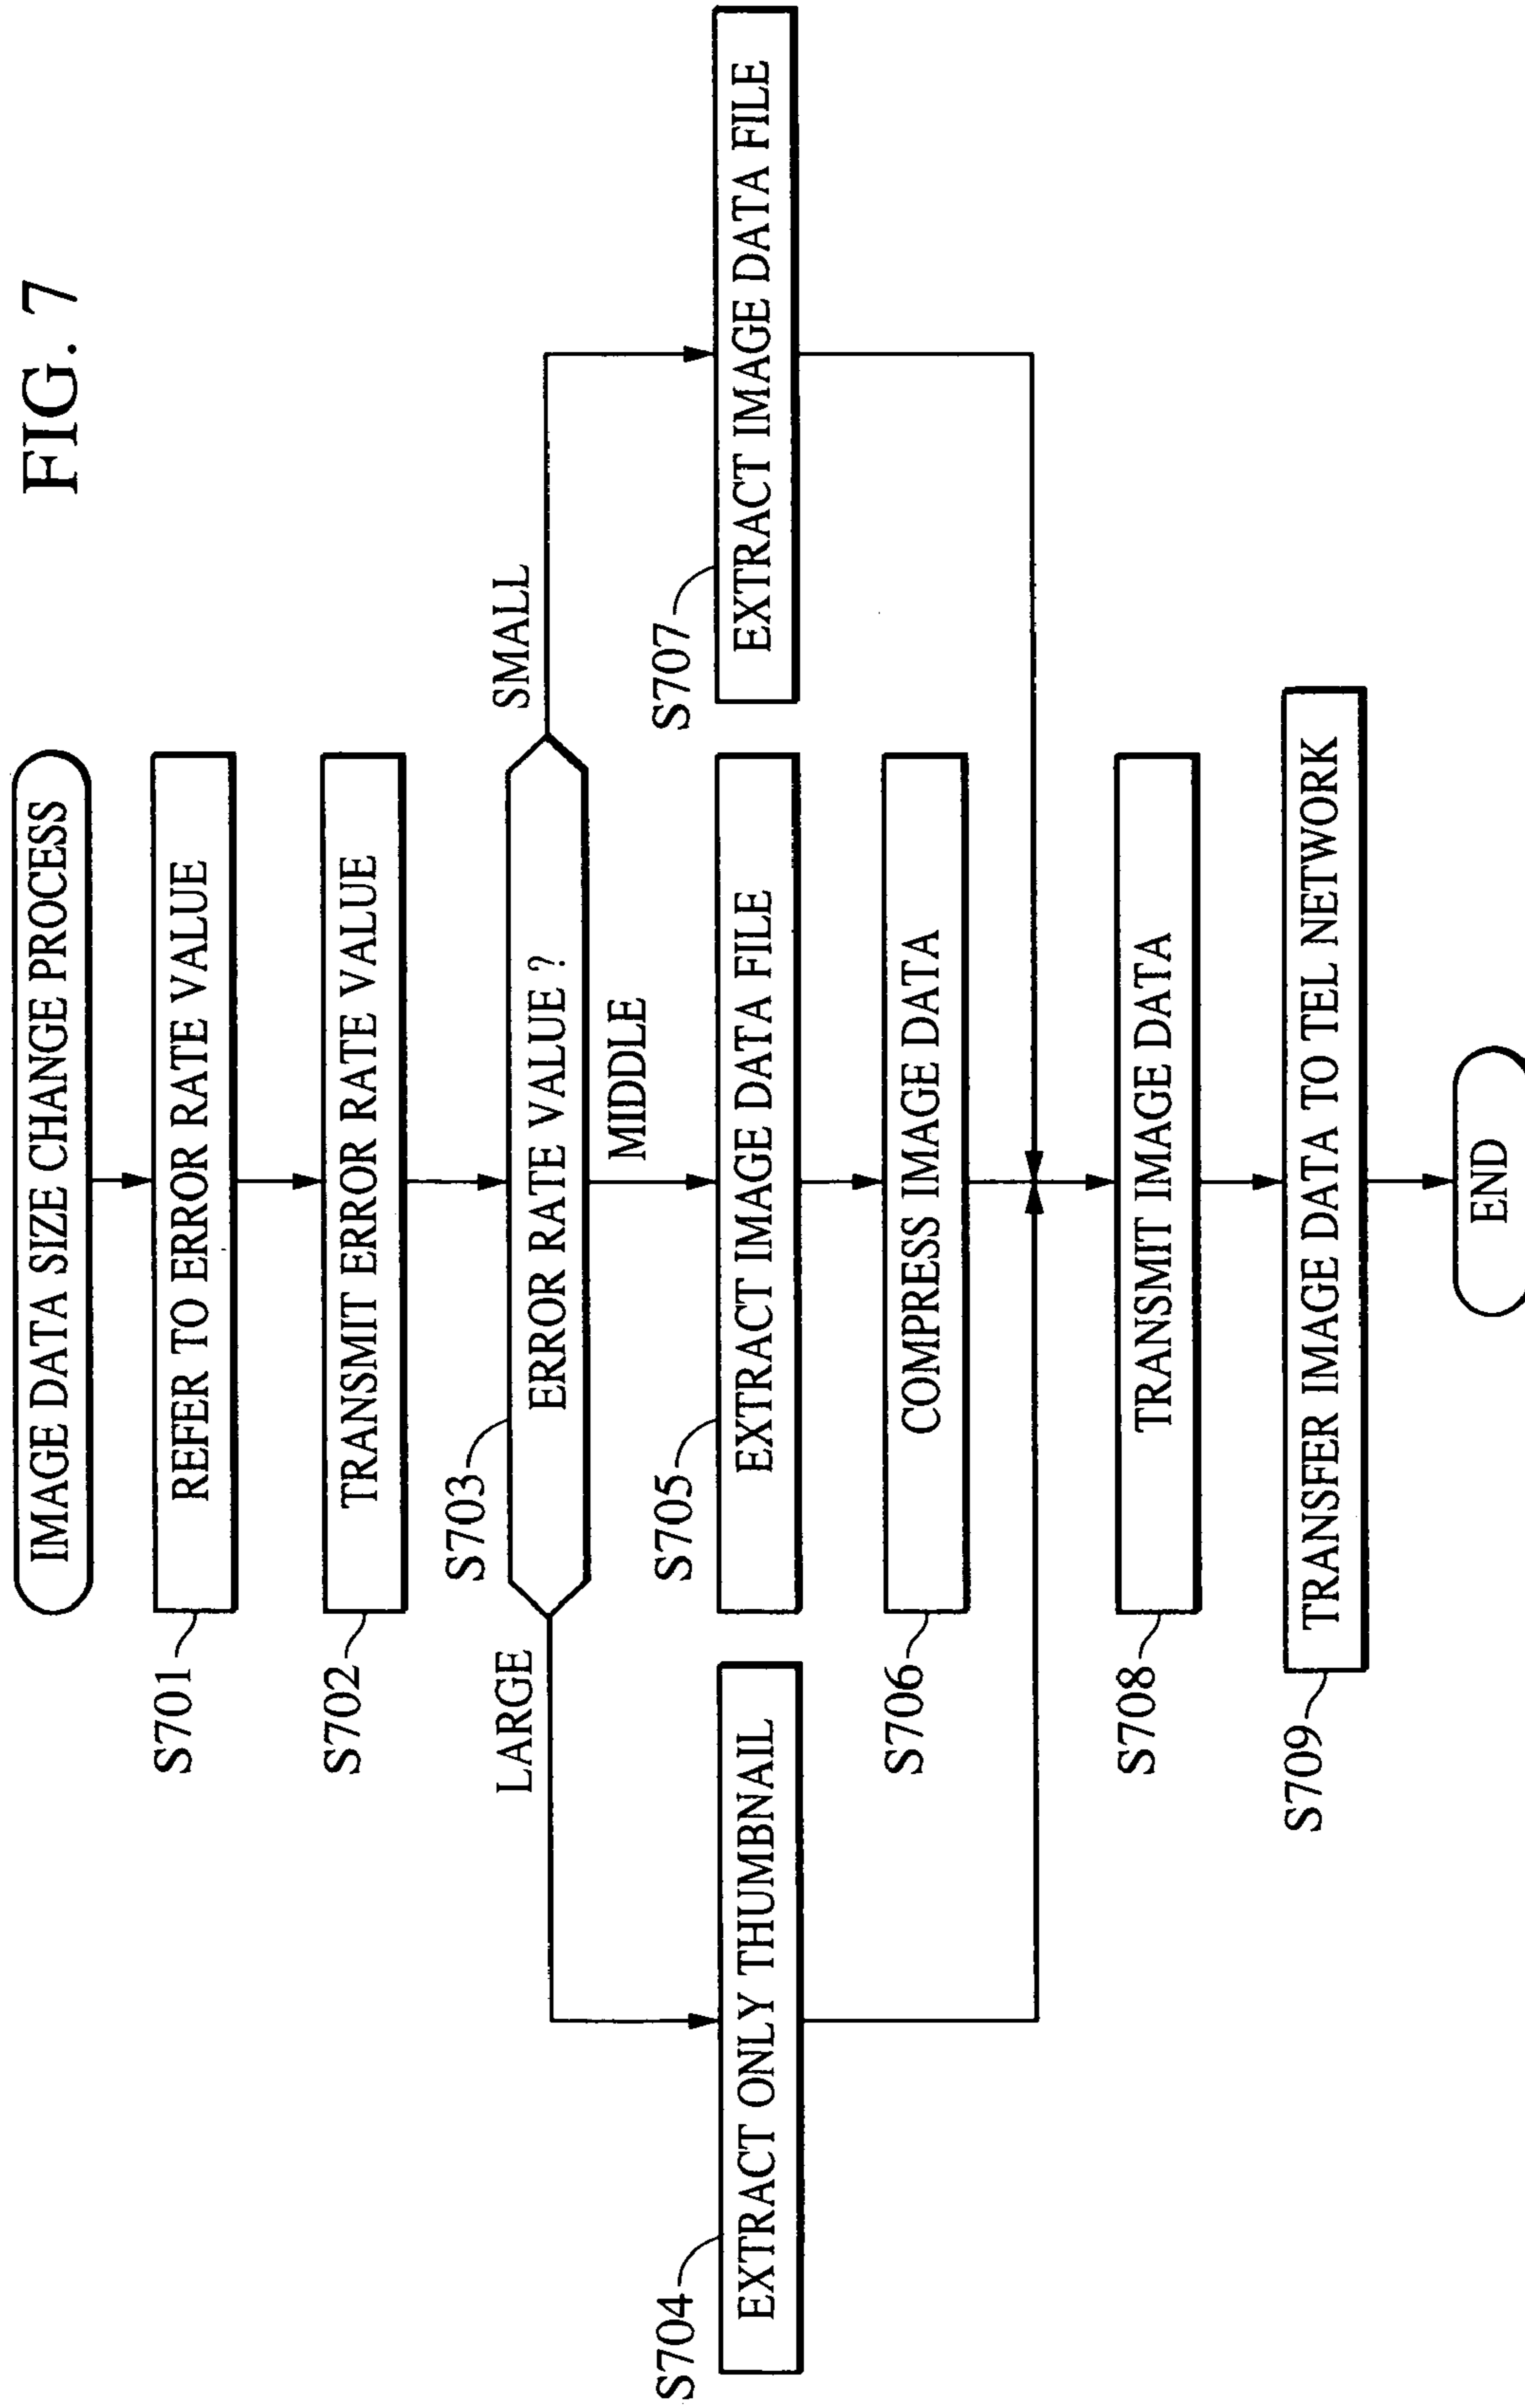 FIG. 7
IMAGE DATA SIZE CHANGE PROCESS
S701
REFER TO ERROR RATE VALUE
S702
TRANSMIT ERROR RATE VALUE
S703
ERROR RATE VALUE ?
LARGE
MIDDLE
SMALL
S704
EXTRACT ONLY THUMBNAIL
S705
EXTRACT IMAGE DATA FILE
S707
EXTRACT IMAGE DATA FILE
S706
COMPRESS IMAGE DATA
S708
TRANSMIT IMAGE DATA
S709
TRANSFER IMAGE DATA TO TEL NETWORK
END